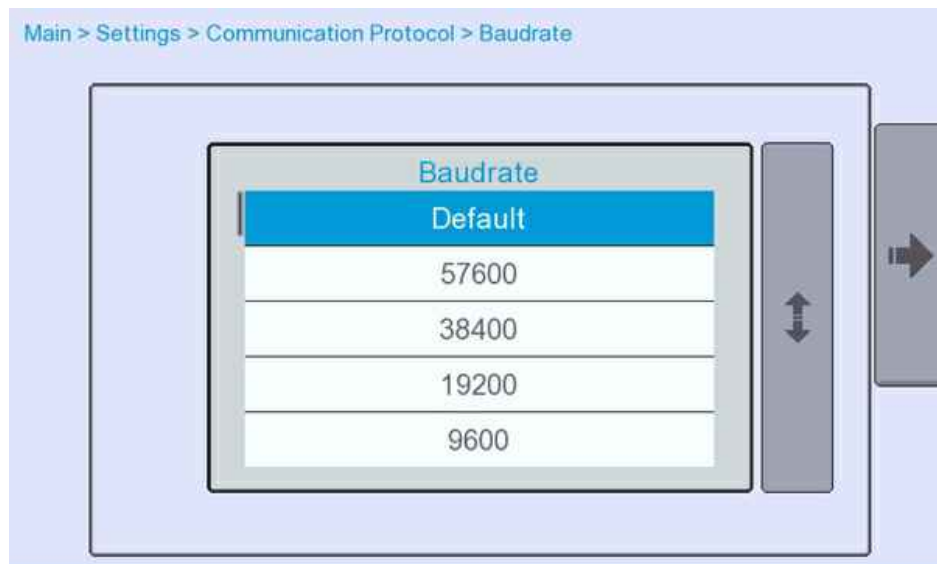 Main > Settings > Communication Protocol > Baudrate
Baudrate
Default
57600
38400
19200
9600